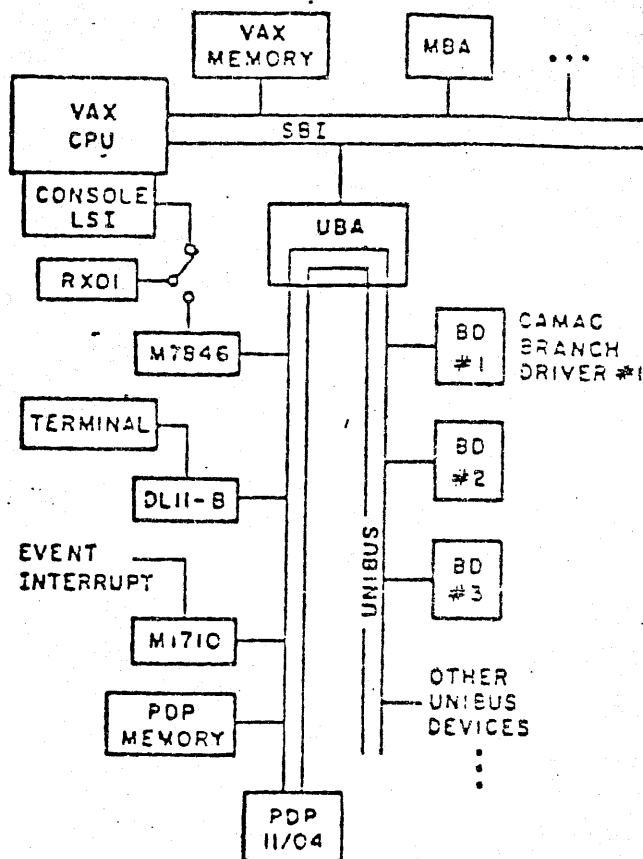 VAX
MEMORY
MBA
...
VAX
CPU
SBI
CONSOLE
LSI
UBA
RX01
M7846
BD
#1
CAMAC
BRANCH
DRIVER #1
TERMINAL
BD
#2
DL11-B
UNIBUS
EVENT
INTERRUPT
BD
#3
M1710
OTHER
UNIBUS
DEVICES
PDP
MEMORY
PDP
11/04